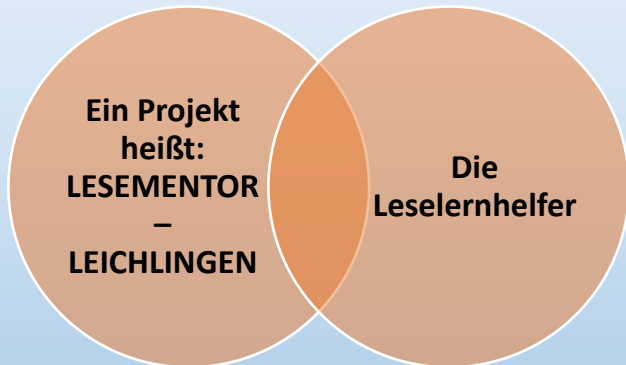 Ein Projekt
heißt:
LESEMENTOR
–
LEICHLINGEN
Die
Leselernhelfer